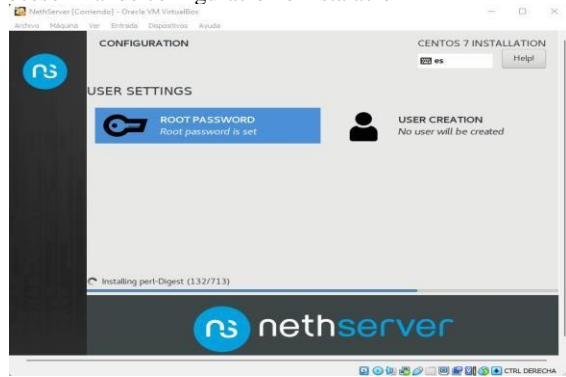 NethServer [Corriendo] - Oracle VM VirtualBox
Archivo Máquina Ver Entrada Dispositivos Ayuda
CONFIGURATION
CENTOS 7 INSTALLATION
es
Help!
ns
USER SETTINGS
ROOT PASSWORD
Root password is set
USER CREATION
No user will be created
Installing perl-Digest (132/713)
ns nethserver
CTRL DERECHA